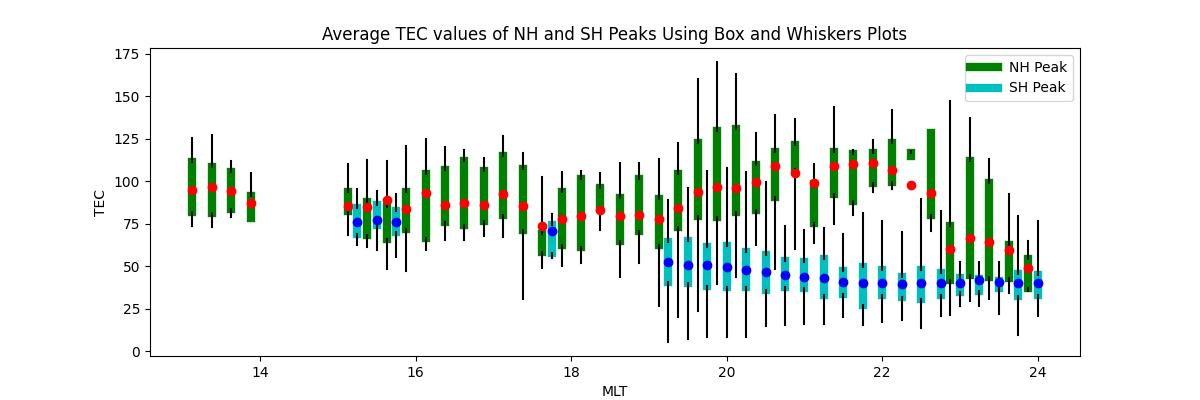 Average TEC values of NH and SH Peaks Using Box and Whiskers Plots
175
150
125
100
75
50
25
0
TEC
NH Peak
SH Peak
14 16 18 20 22 24
MLT